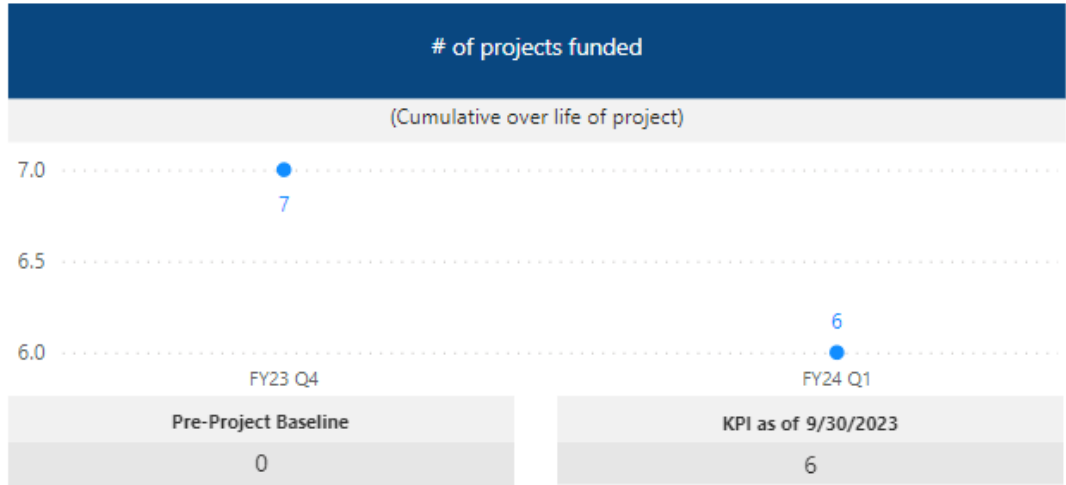 # of projects funded
(Cumulative over life of project)
7.0
7
6.5
6
6.0
FY23 Q4 FY24 Q1
Pre-Project Baseline KPI as of 9/30/2023
0 6